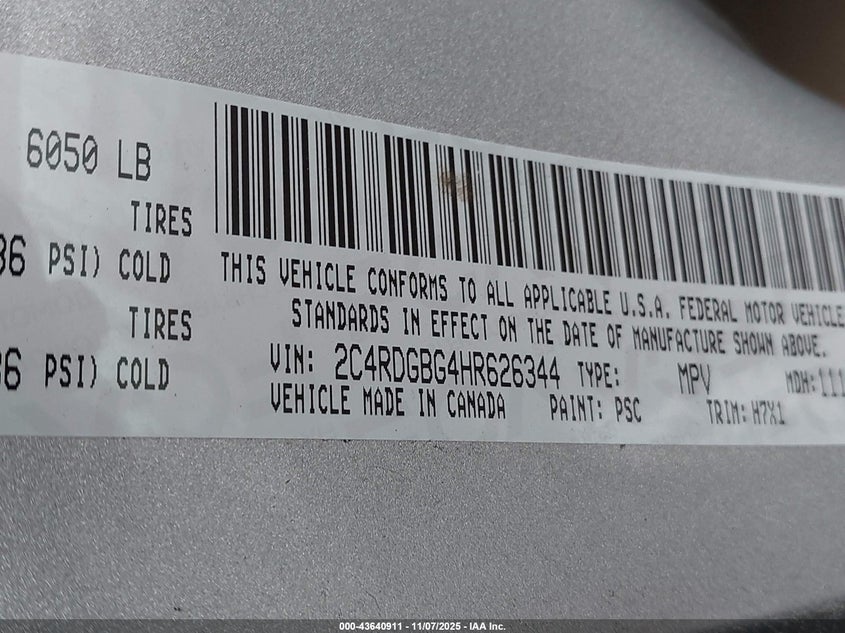 6050 LB
TIRES
36 PSI) COLD
TIRES
36 PSI) COLD
THIS VEHICLE CONFORMS TO ALL APPLICABLE U.S.A. FEDERAL MOTOR VEHICLE
STANDARDS IN EFFECT ON THE DATE OF MANUFACTURE SHOWN ABOVE.
VIN: 2C4RDGBG4HR626344 TYPE: MPV MDH: 111
VEHICLE MADE IN CANADA PAINT: PSC TRIM: H7X1
000-43640911 - 11/07/2025 - IAA Inc.